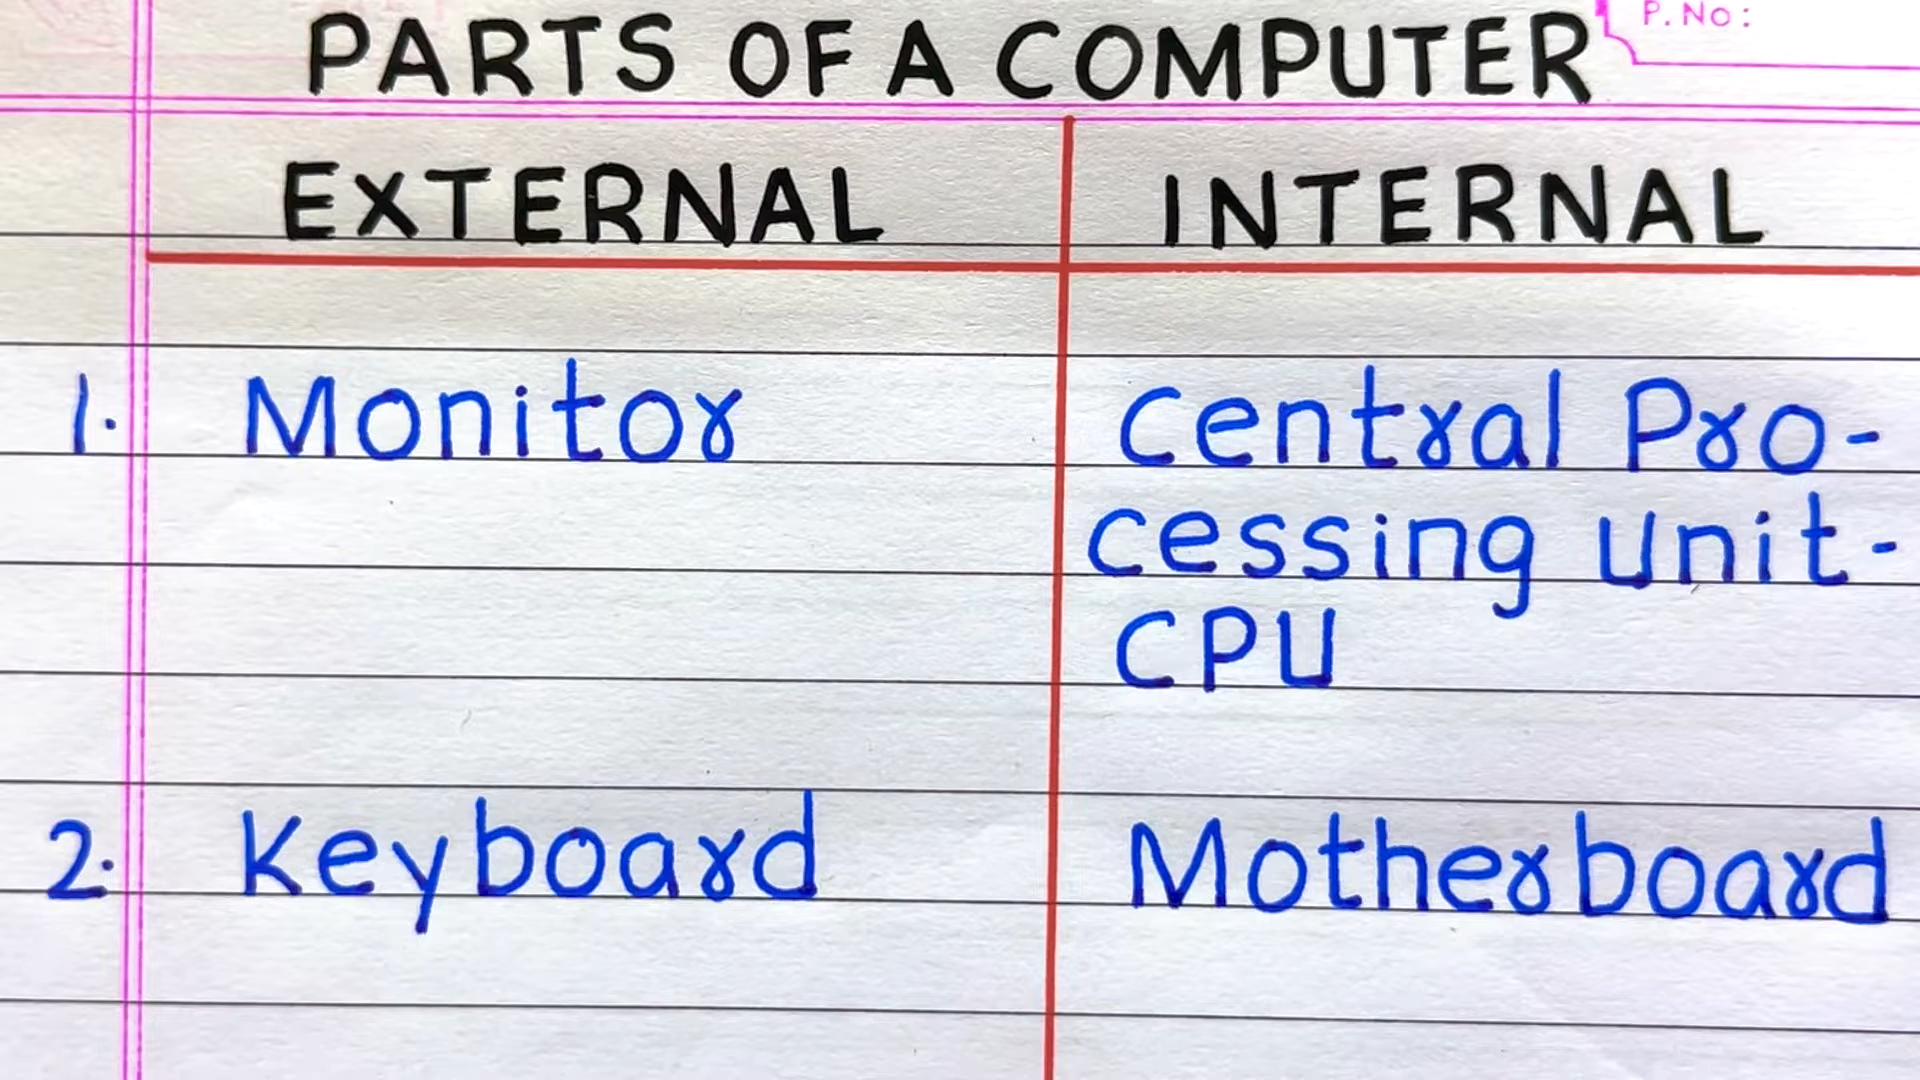 P.No:
PARTS OF A COMPUTER
EXTERNAL INTERNAL
1. Monitor Central Pro-
cessing Unit-
CPU
2. Keyboard Motherboard